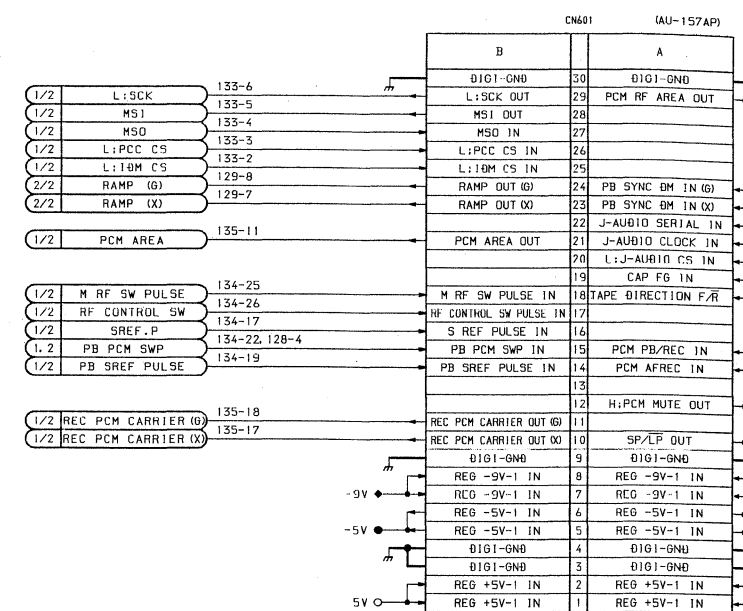 CN601 (AU-157AP)
B A
DIGI-GND 30 DIGI-GND
1/2 L;SCK 133-6 L;SCK OUT 29 PCM RF AREA OUT
1/2 MSI 133-5 MSI OUT 28
1/2 MSO 133-4 MSO IN 27
1/2 L;PCC CS 133-3 L;PCC CS IN 26
1/2 L;IDM CS 133-2 L;IDM CS IN 25
2/2 RAMP (G) 129-8 RAMP OUT (G) 24 PB SYNC DM IN (G)
2/2 RAMP (X) 129-7 RAMP OUT (X) 23 PB SYNC DM IN (X)
22 J-AUDIO SERIAL IN
1/2 PCM AREA 135-11 PCM AREA OUT 21 J-AUDIO CLOCK IN
20 L;J-AUDIO CS IN
19 CAP FG IN
1/2 M RF SW PULSE 134-25 M RF SW PULSE IN 18 TAPE DIRECTION F/R̅
1/2 RF CONTROL SW 134-26 RF CONTROL SW PULSE IN 17
1/2 SREF.P 134-17 S REF PULSE IN 16
1, 2 PB PCM SWP 134-22, 128-4 PB PCM SWP IN 15 PCM PB/REC IN
1/2 PB SREF PULSE 134-19 PB SREF PULSE IN 14 PCM AFREC IN
13
12 H;PCM MUTE OUT
1/2 REC PCM CARRIER (G) 135-18 REC PCM CARRIER OUT (G) 11
1/2 REC PCM CARRIER (X) 135-17 REC PCM CARRIER OUT (X) 10 SP/L̅P̅ OUT
DIGI-GND 9 DIGI-GND
REG -9V-1 IN 8 REG -9V-1 IN
-9V REG -9V-1 IN 7 REG -9V-1 IN
REG -5V-1 IN 6 REG -5V-1 IN
-5V REG -5V-1 IN 5 REG -5V-1 IN
DIGI-GND 4 DIGI-GND
DIGI-GND 3 DIGI-GND
REG +5V-1 IN 2 REG +5V-1 IN
5V REG +5V-1 IN 1 REG +5V-1 IN